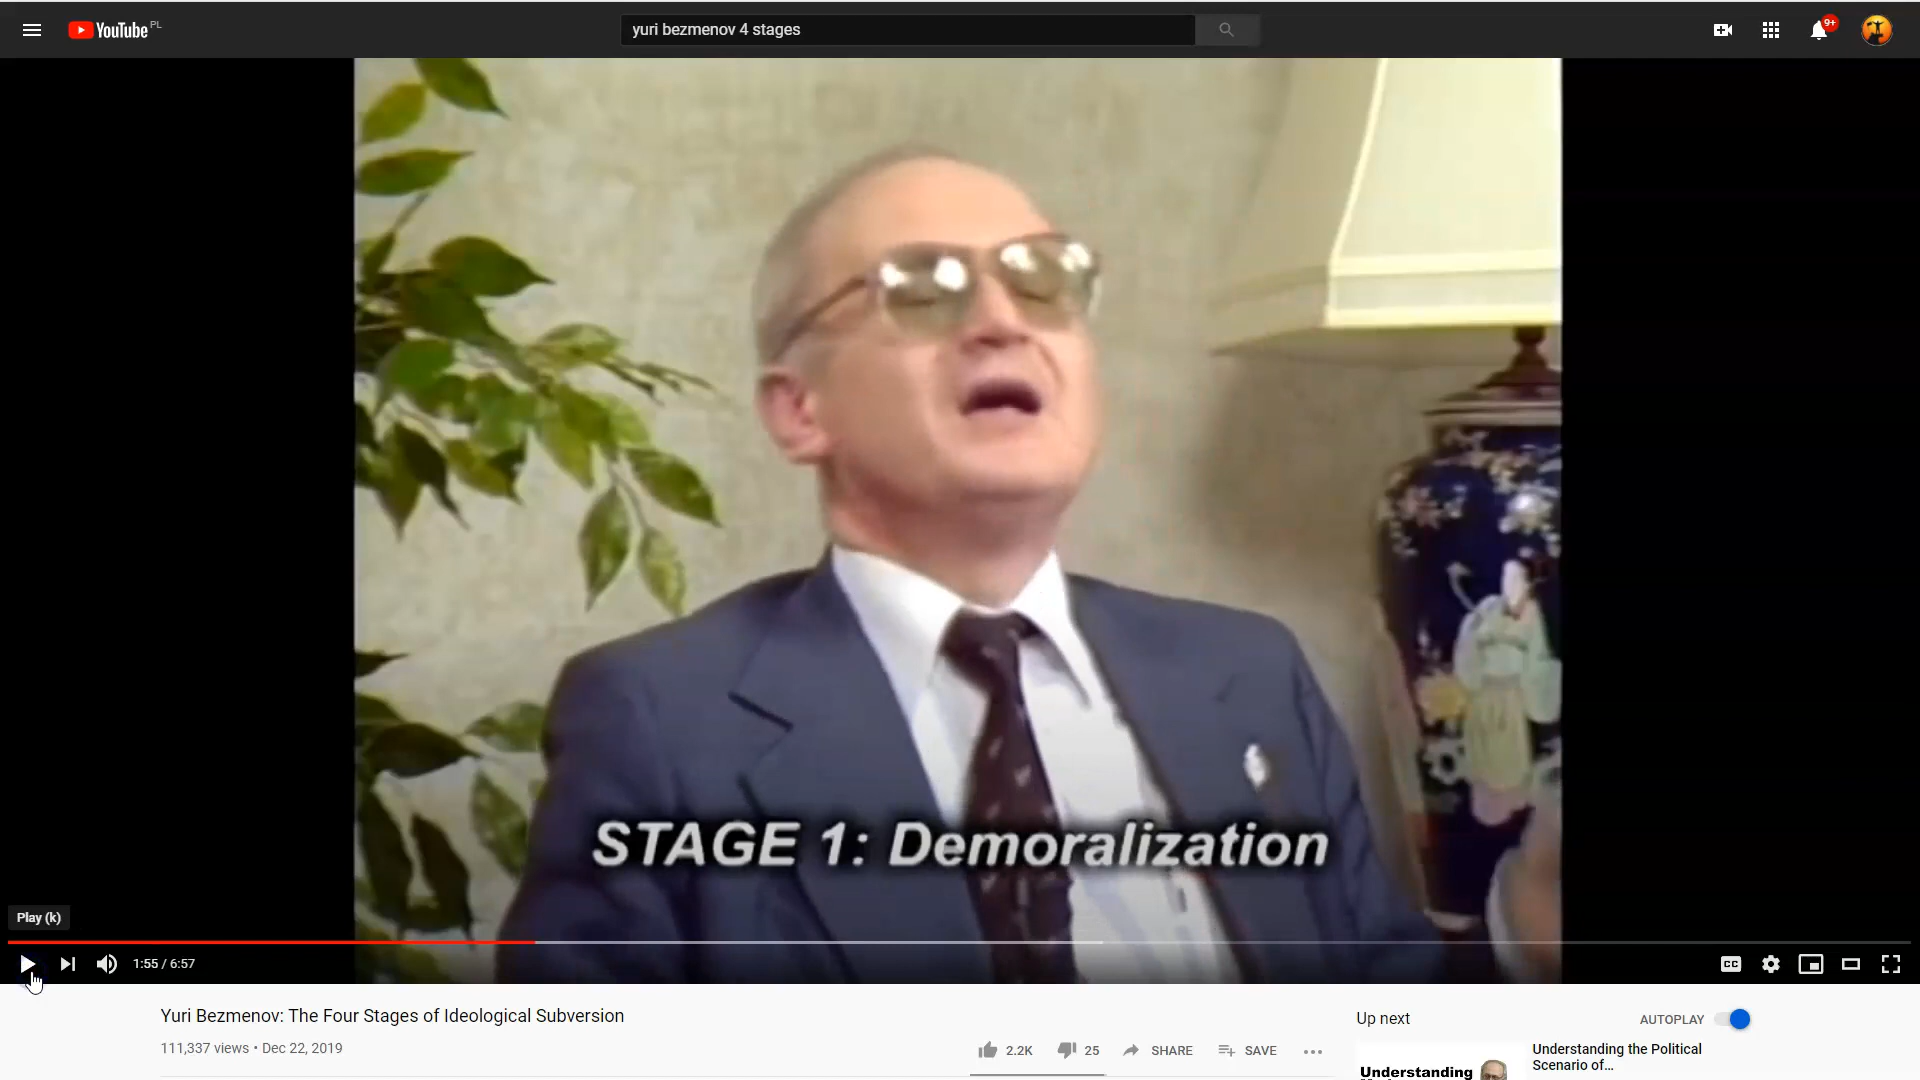 YouTube PL
yuri bezmenov 4 stages
9+
STAGE 1: Demoralization
Play (k)
1:55 / 6:57
CC
Yuri Bezmenov: The Four Stages of Ideological Subversion
111,337 views • Dec 22, 2019
2.2K
25
SHARE
SAVE
Up next
AUTOPLAY
Understanding the Political
Scenario of...
Understanding